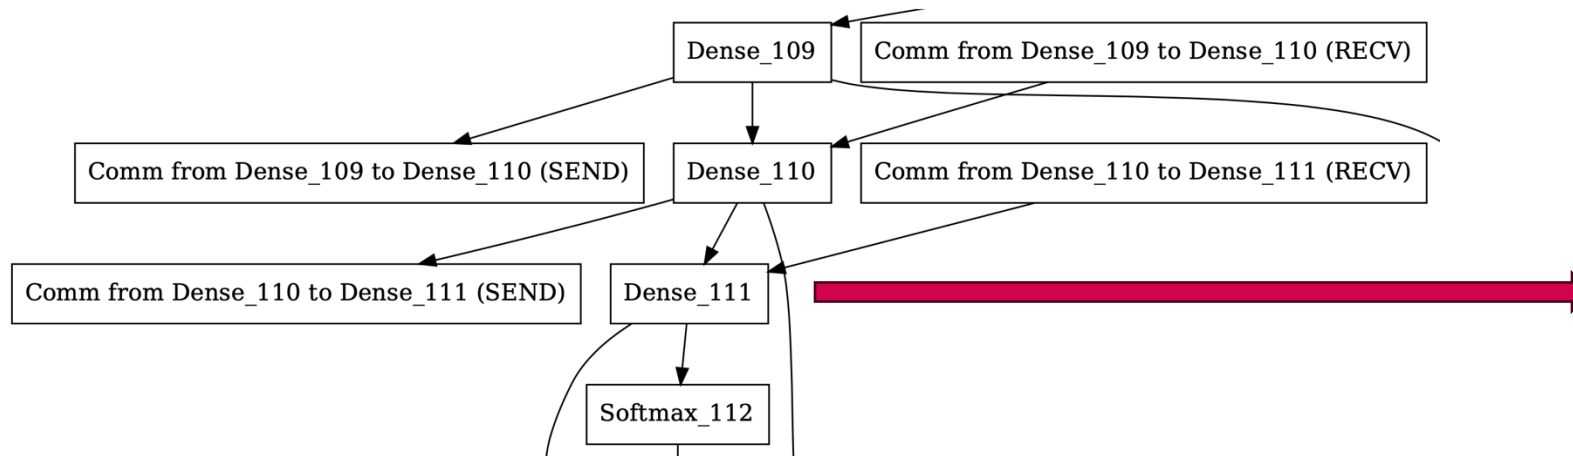 Dense_109
Comm from Dense_109 to Dense_110 (RECV)
Comm from Dense_109 to Dense_110 (SEND)
Dense_110
Comm from Dense_110 to Dense_111 (RECV)
Comm from Dense_110 to Dense_111 (SEND)
Dense_111
Softmax_112